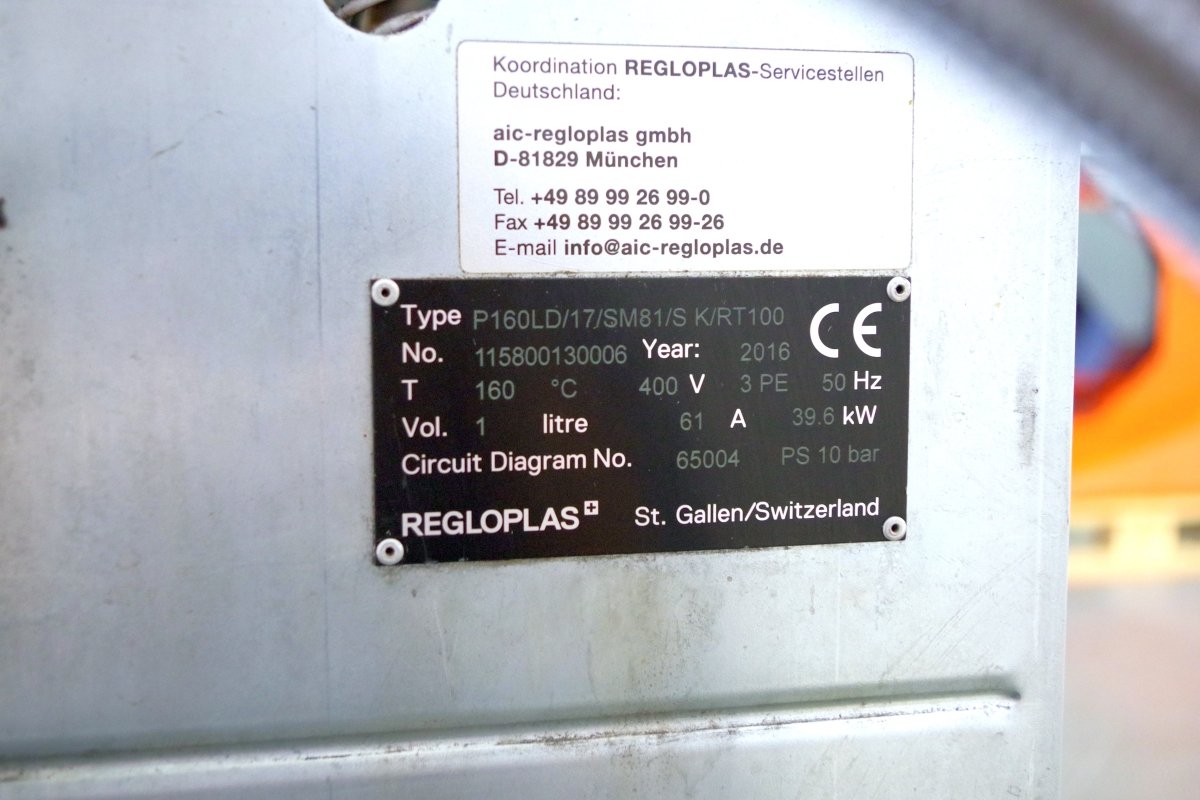 Koordination REGLOPLAS-Servicestellen
Deutschland:
aic-regloplas gmbh
D-81829 München
Tel. +49 89 99 26 99-0
Fax +49 89 99 26 99-26
E-mail info@aic-regloplas.de
Type P160LD/17/SM81/S K/RT100 CE
No. 115800130006 Year: 2016
T 160 °C 400 V 3 PE 50 Hz
Vol. 1 litre 61 A 39.6 kW
Circuit Diagram No. 65004 PS 10 bar
REGLOPLAS St. Gallen/Switzerland